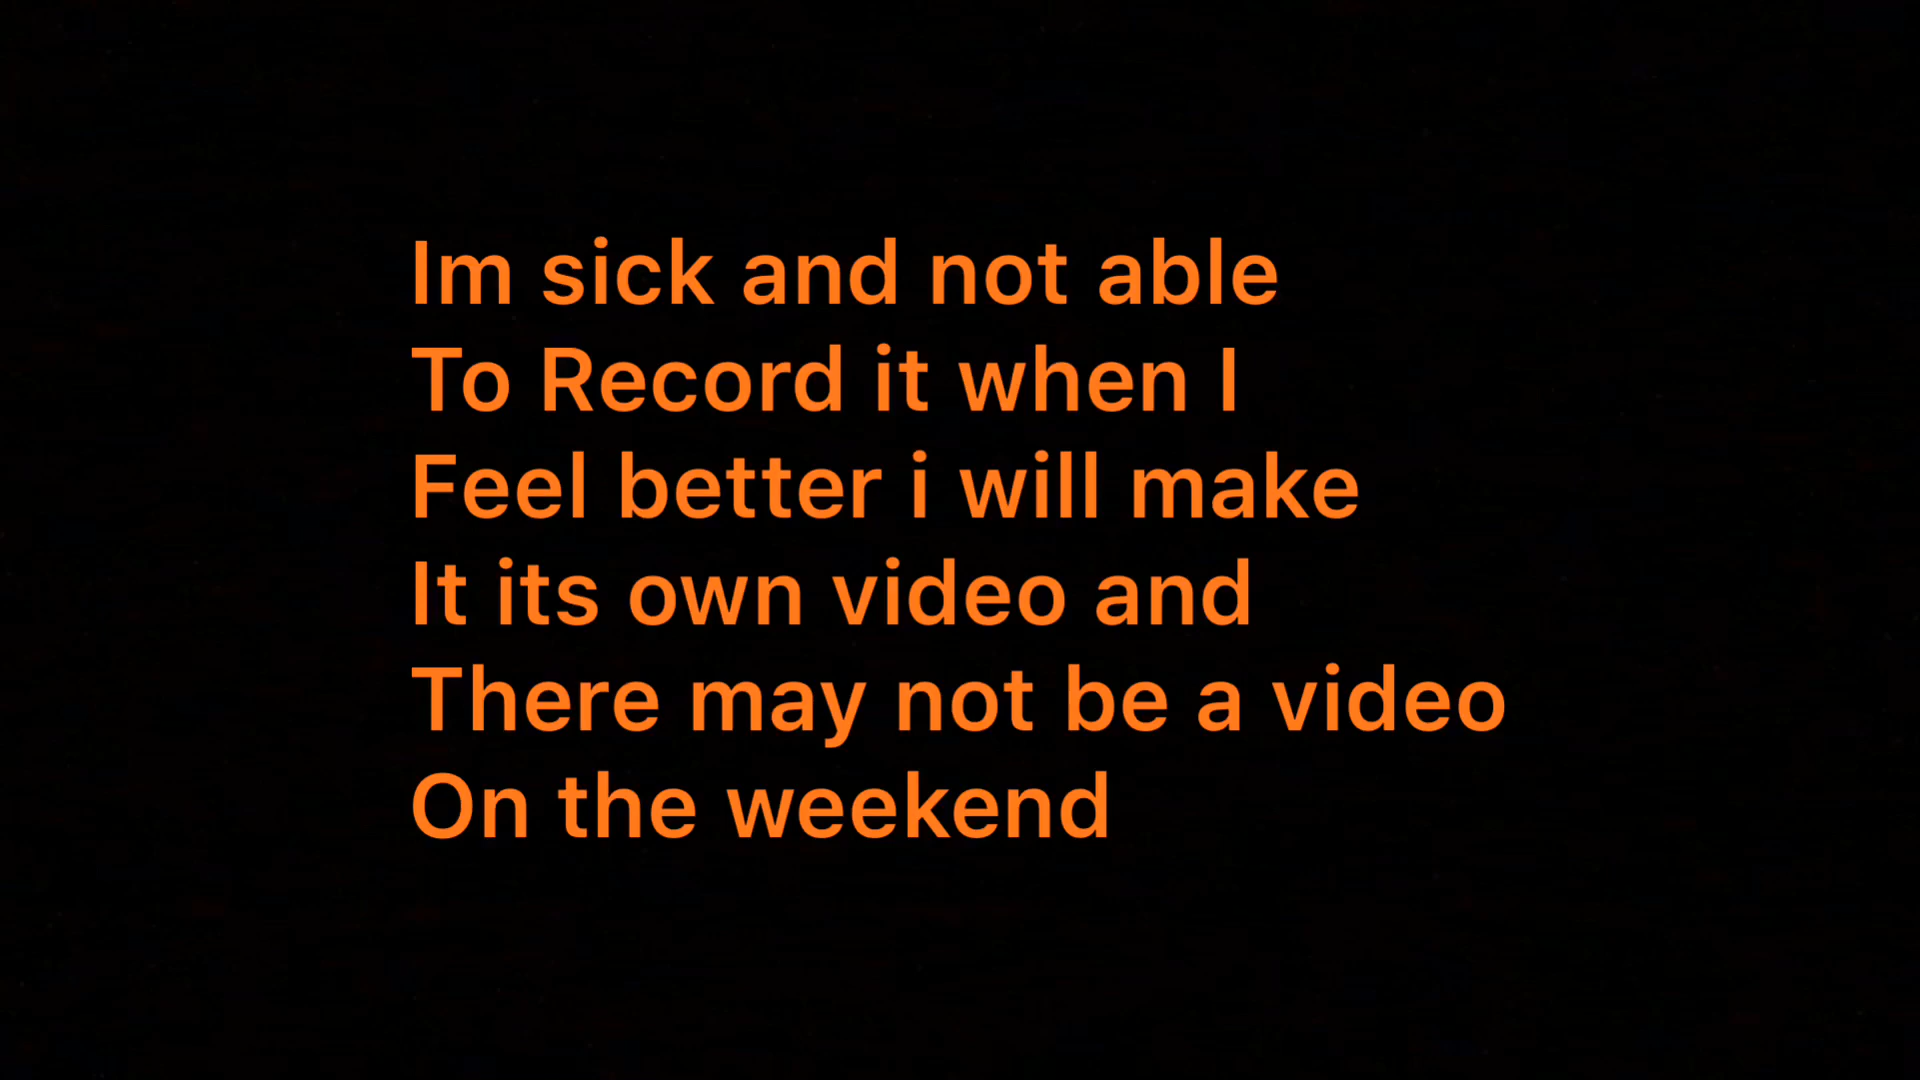 Im sick and not able
To Record it when I
Feel better i will make
It its own video and
There may not be a video
On the weekend